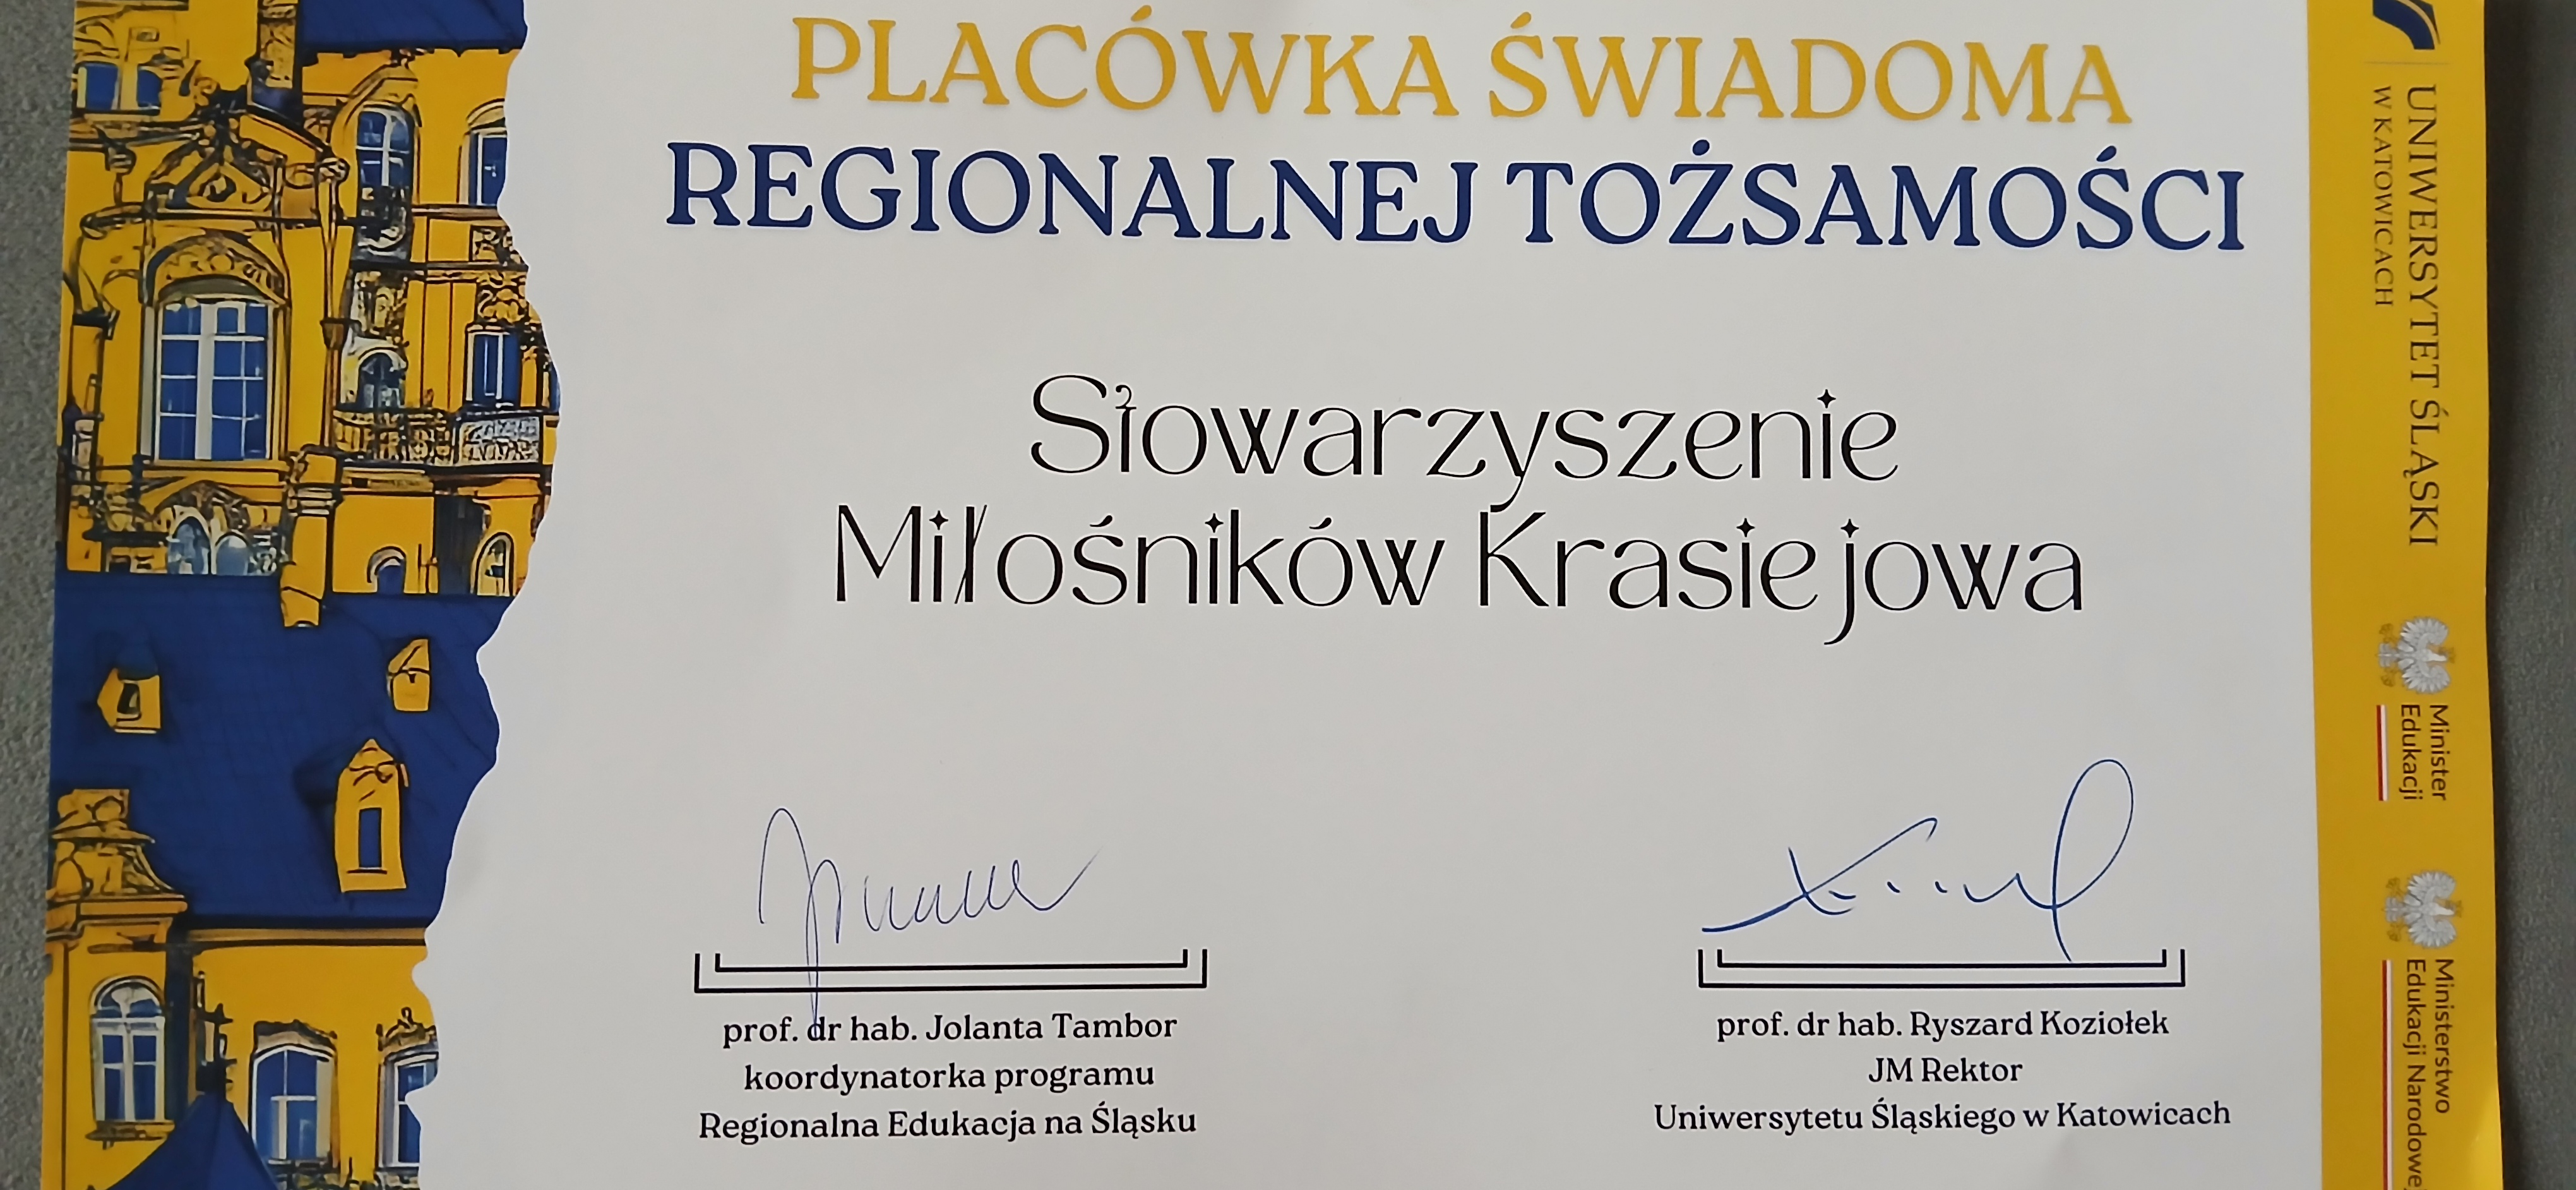 PLACÓWKA ŚWIADOMA
REGIONALNEJ TOŻSAMOŚCI
Stowarzyszenie
Miłośników Krasiejowa
prof. dr hab. Jolanta Tambor
koordynatorka programu
Regionalna Edukacja na Śląsku
prof. dr hab. Ryszard Koziołek
JM Rektor
Uniwersytetu Śląskiego w Katowicach
UNIWERSYTET ŚLĄSKI
W KATOWICACH
Minister
Edukacji
Ministerstwo
Edukacji Narodowej